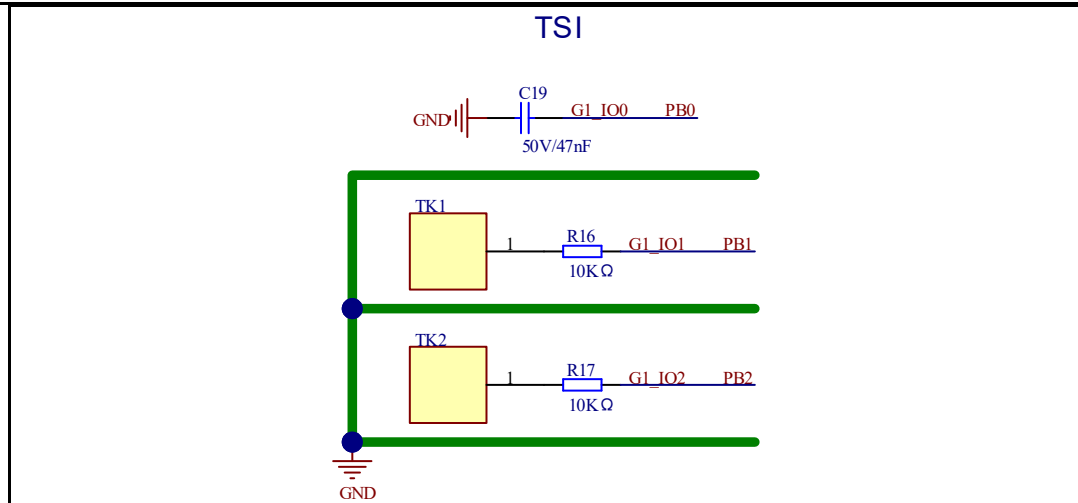 TSI
C19
GND G1_IO0 PB0
50V/47nF
TK1
R16
1 G1_IO1 PB1
10KΩ
TK2
R17
1 G1_IO2 PB2
10KΩ
GND